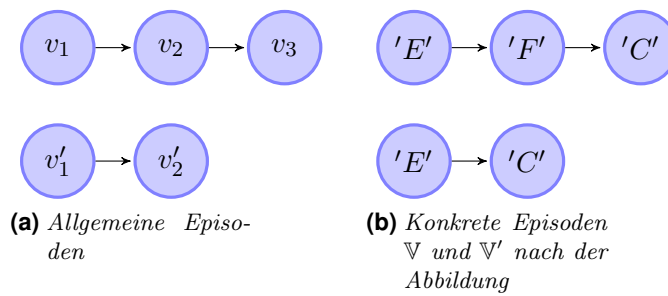 v₁ v₂ v₃ 'E' 'F' 'C'
v′₁ v′₂ 'E' 'C'
(a) Allgemeine Episo-
den
(b) Konkrete Episoden
𝕍 und 𝕍′ nach der
Abbildung